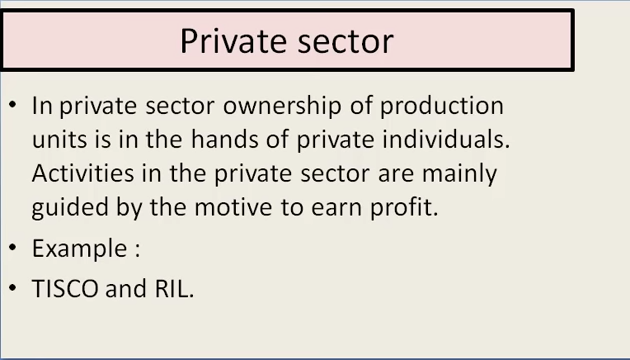 Private sector
• In private sector ownership of production
units is in the hands of private individuals.
Activities in the private sector are mainly
guided by the motive to earn profit.
• Example :
• TISCO and RIL.